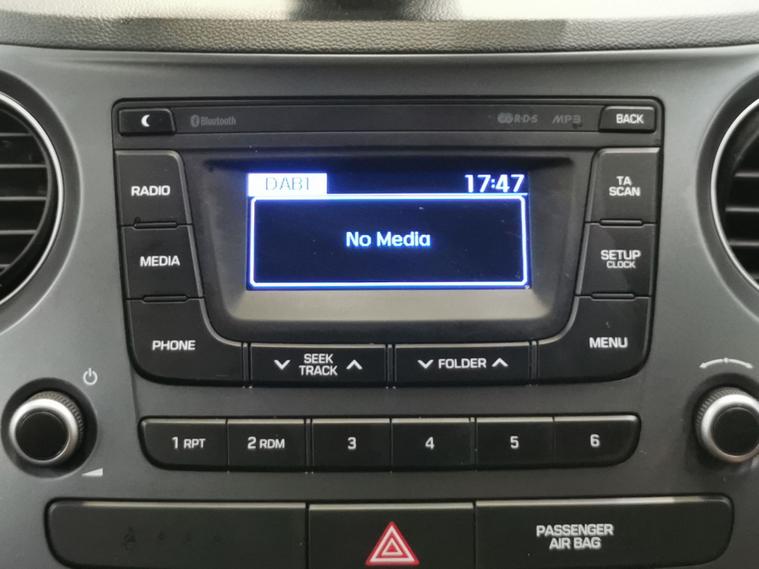 Bluetooth
R·D·S
MP3
BACK
RADIO
DAB1
17:47
TA
SCAN
No Media
MEDIA
SETUP
CLOCK
PHONE
SEEK
TRACK
FOLDER
MENU
1 RPT
2 RDM
3
4
5
6
PASSENGER
AIR BAG